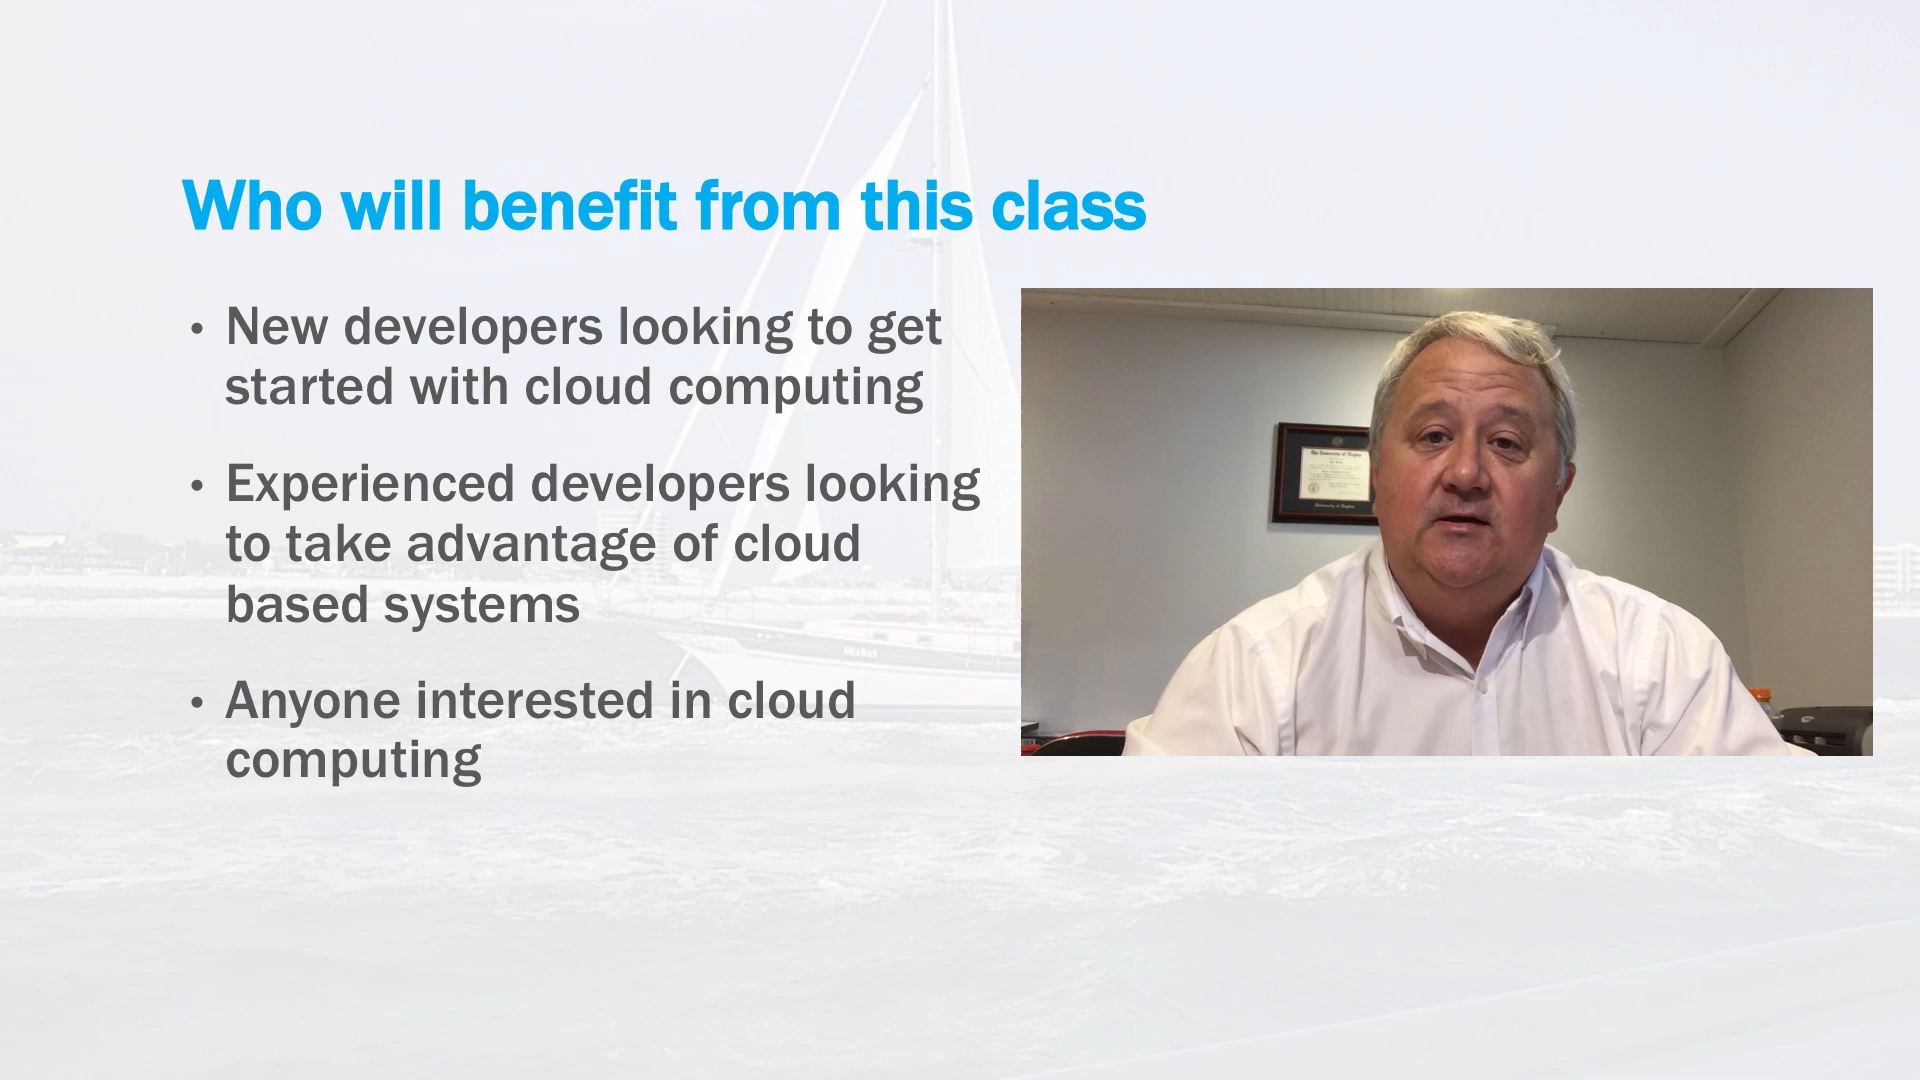 Who will benefit from this class
• New developers looking to get
started with cloud computing
• Experienced developers looking
to take advantage of cloud
based systems
• Anyone interested in cloud
computing